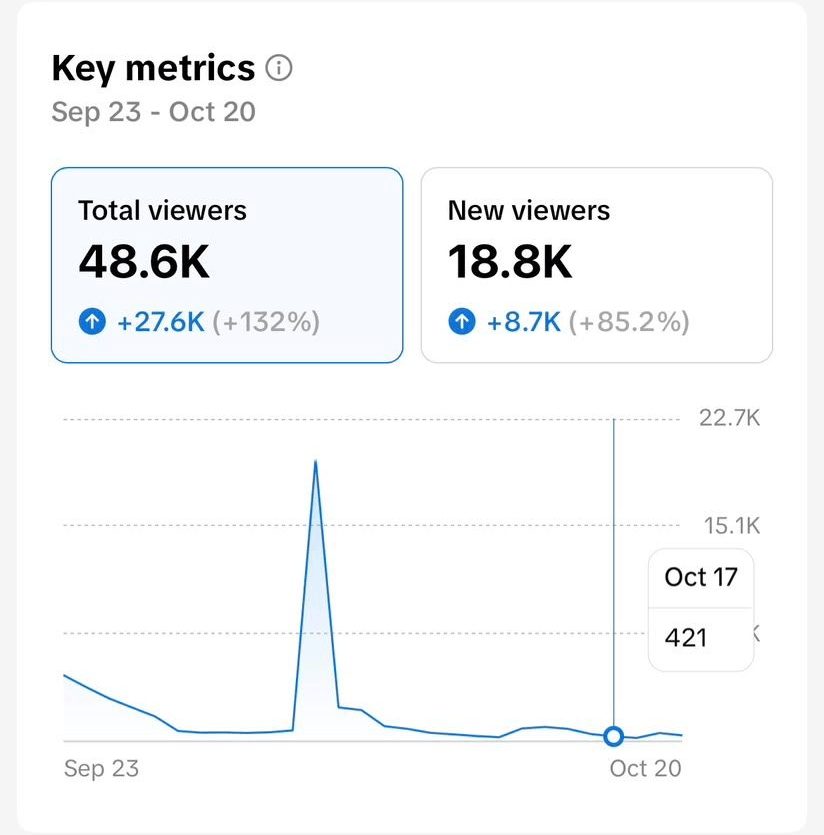 Key metrics
Sep 23 - Oct 20
Total viewers
48.6K
+27.6K (+132%)
New viewers
18.8K
+8.7K (+85.2%)
22.7K
15.1K
Oct 17
421
K
Sep 23
Oct 20